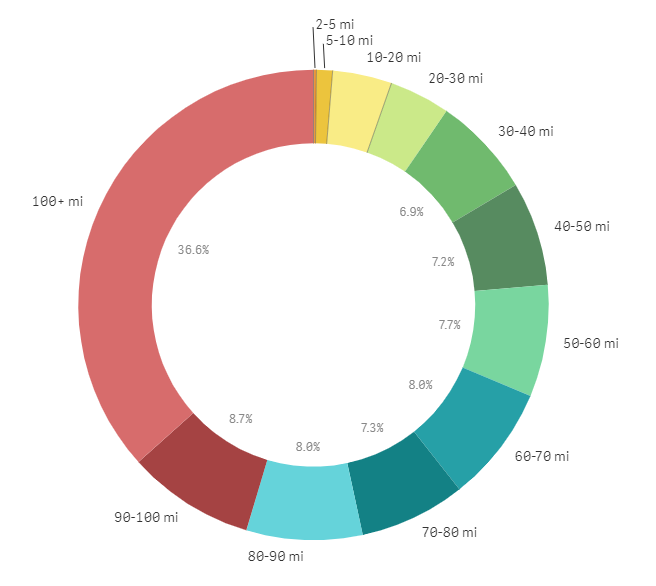 2-5 mi
5-10 mi
10-20 mi
20-30 mi
30-40 mi
40-50 mi
50-60 mi
60-70 mi
70-80 mi
80-90 mi
90-100 mi
100+ mi
6.9%
7.2%
7.7%
8.0%
7.3%
8.0%
8.7%
36.6%